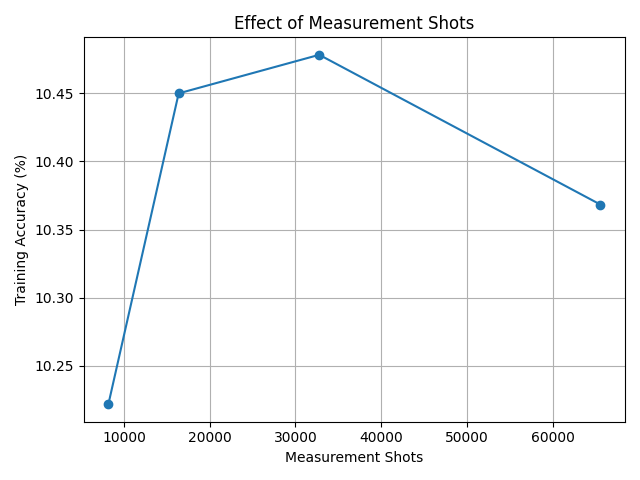 Effect of Measurement Shots
Training Accuracy (%)
10.45
10.40
10.35
10.30
10.25
10000 20000 30000 40000 50000 60000
Measurement Shots